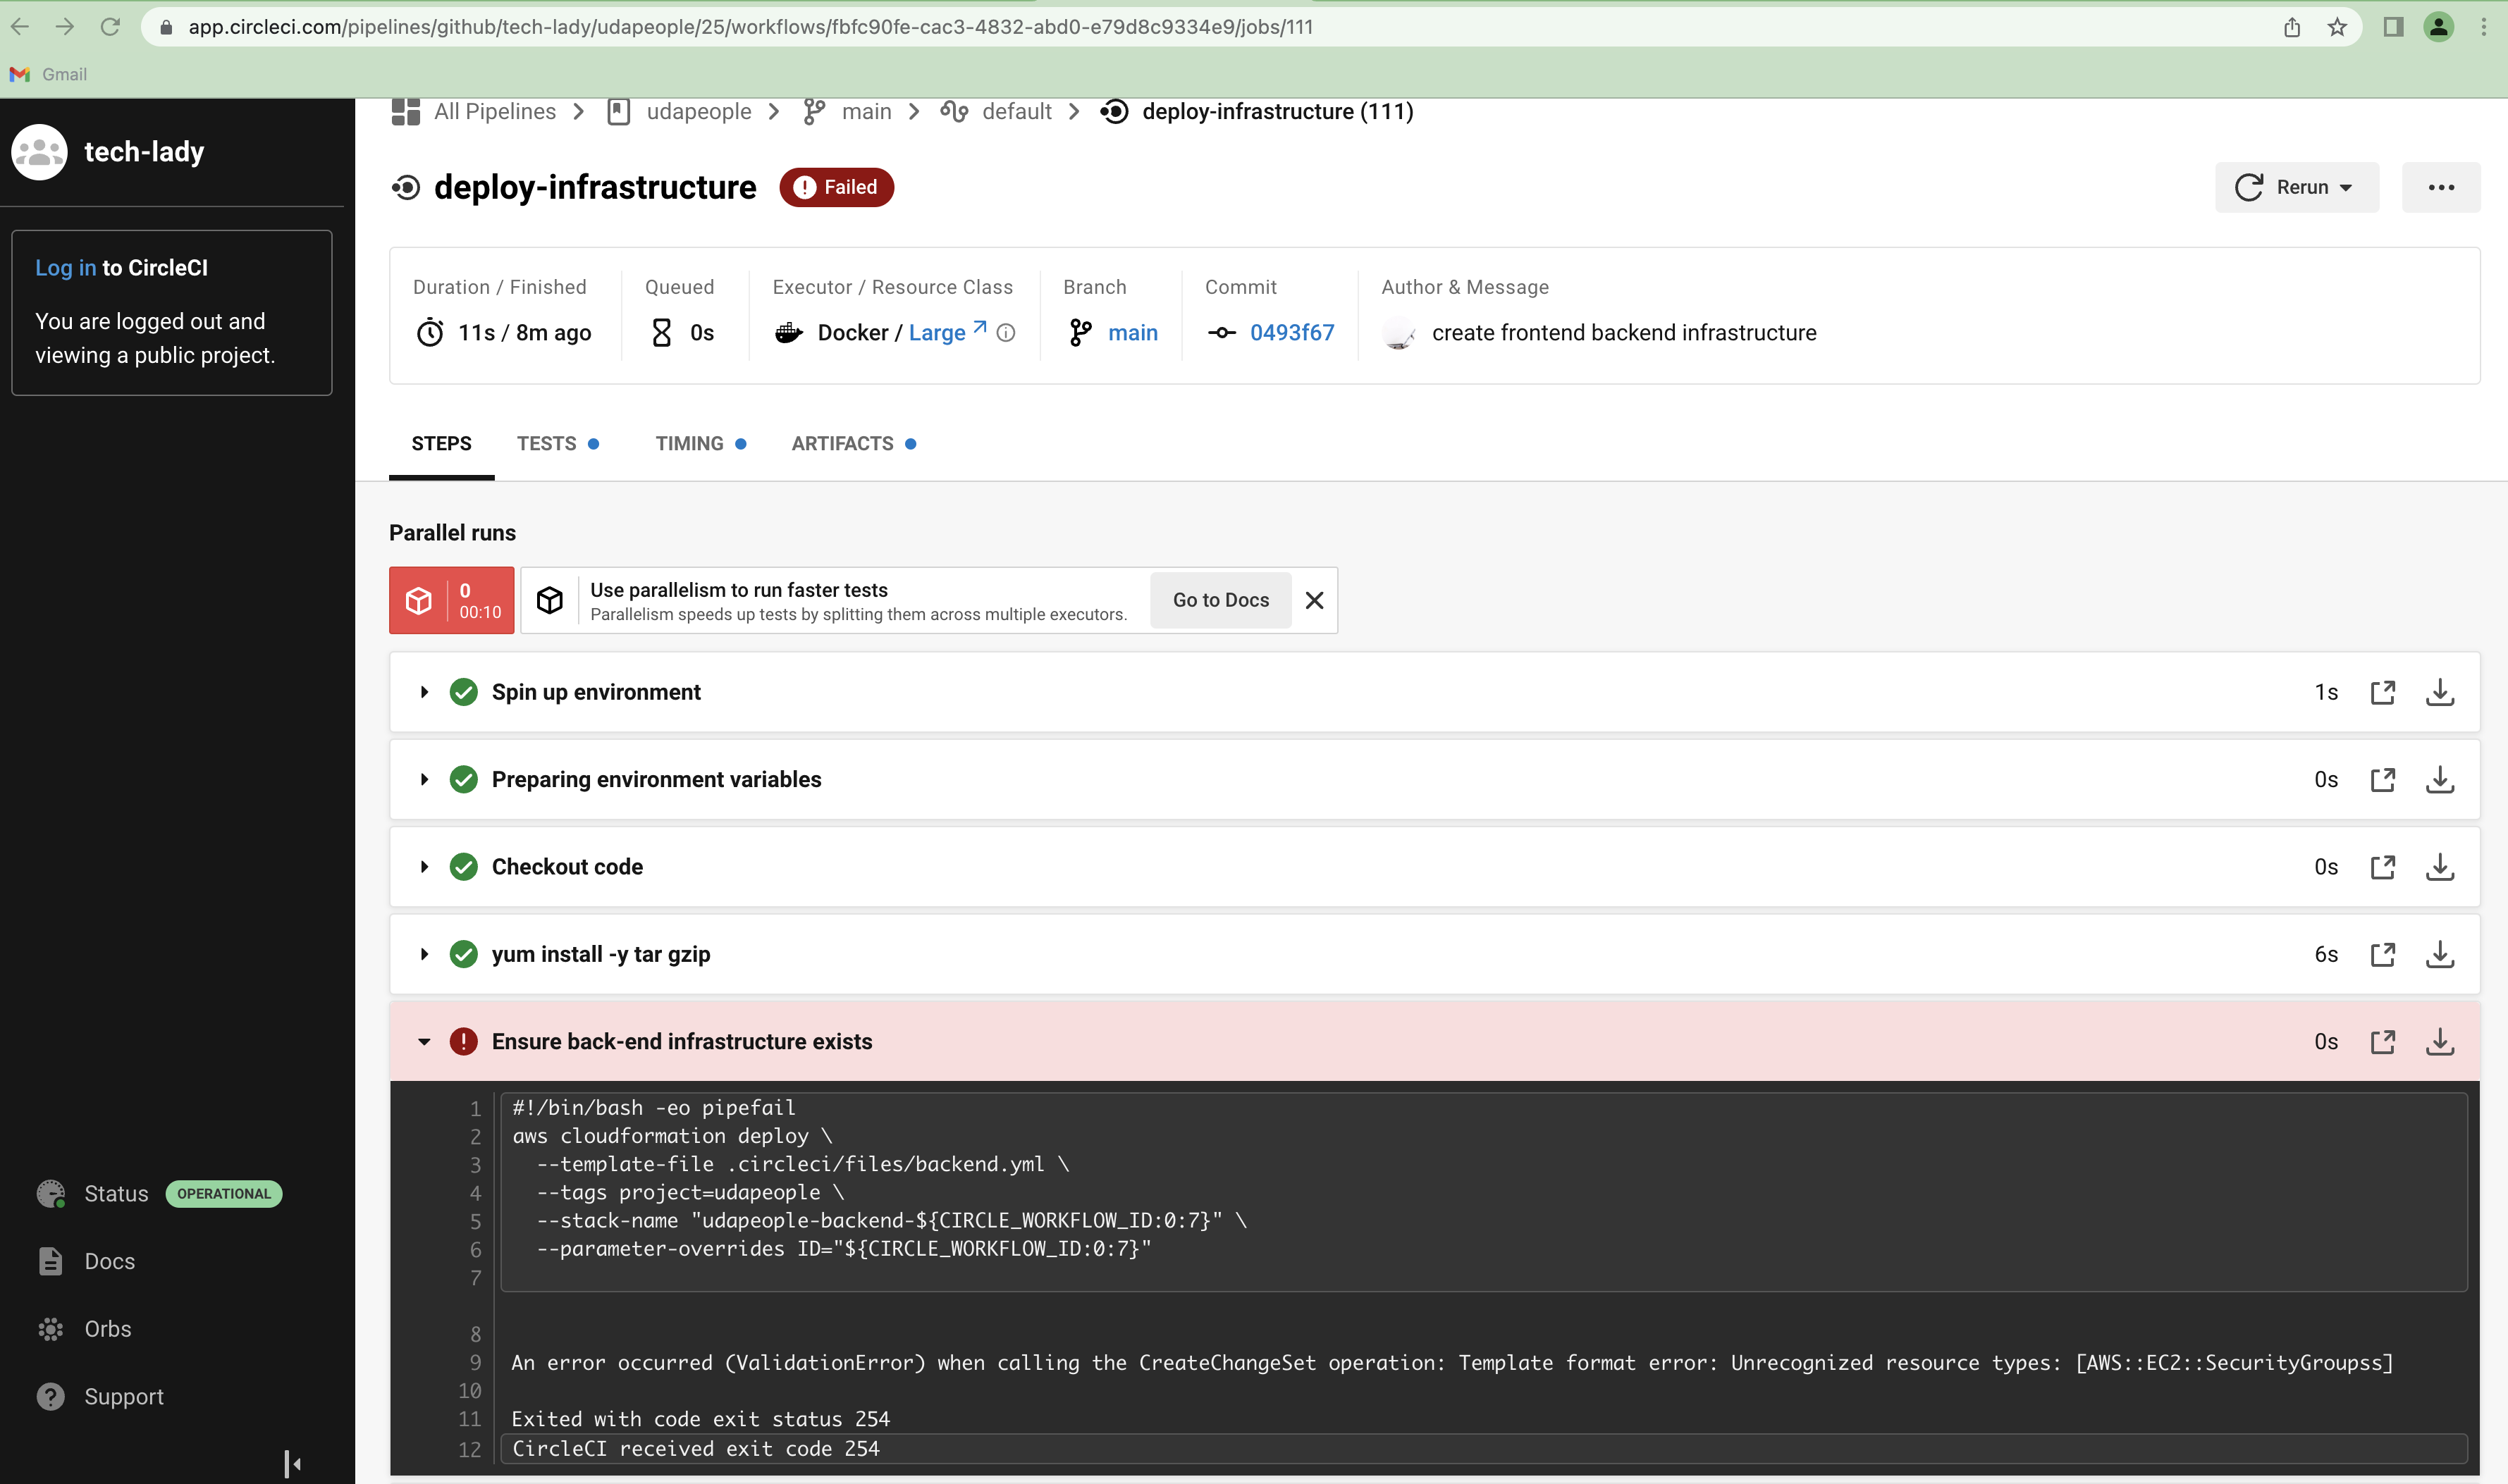 app.circleci.com/pipelines/github/tech-lady/udapeople/25/workflows/fbfc90fe-cac3-4832-abd0-e79d8c9334e9/jobs/111
Gmail
tech-lady
Log in to CircleCI
You are logged out and
viewing a public project.
Status OPERATIONAL
Docs
Orbs
Support
All Pipelines udapeople main default deploy-infrastructure (111)
deploy-infrastructure Failed
Rerun
Duration / Finished Queued Executor / Resource Class Branch Commit Author & Message
11s / 8m ago 0s Docker / Large main 0493f67 create frontend backend infrastructure
STEPS TESTS TIMING ARTIFACTS
Parallel runs
0
00:10
Use parallelism to run faster tests
Parallelism speeds up tests by splitting them across multiple executors.
Go to Docs
Spin up environment 1s
Preparing environment variables 0s
Checkout code 0s
yum install -y tar gzip 6s
Ensure back-end infrastructure exists 0s
1 #!/bin/bash -eo pipefail
2 aws cloudformation deploy \
3 --template-file .circleci/files/backend.yml \
4 --tags project=udapeople \
5 --stack-name "udapeople-backend-${CIRCLE_WORKFLOW_ID:0:7}" \
6 --parameter-overrides ID="${CIRCLE_WORKFLOW_ID:0:7}"
7
8
9 An error occurred (ValidationError) when calling the CreateChangeSet operation: Template format error: Unrecognized resource types: [AWS::EC2::SecurityGroupss]
10
11 Exited with code exit status 254
12 CircleCI received exit code 254